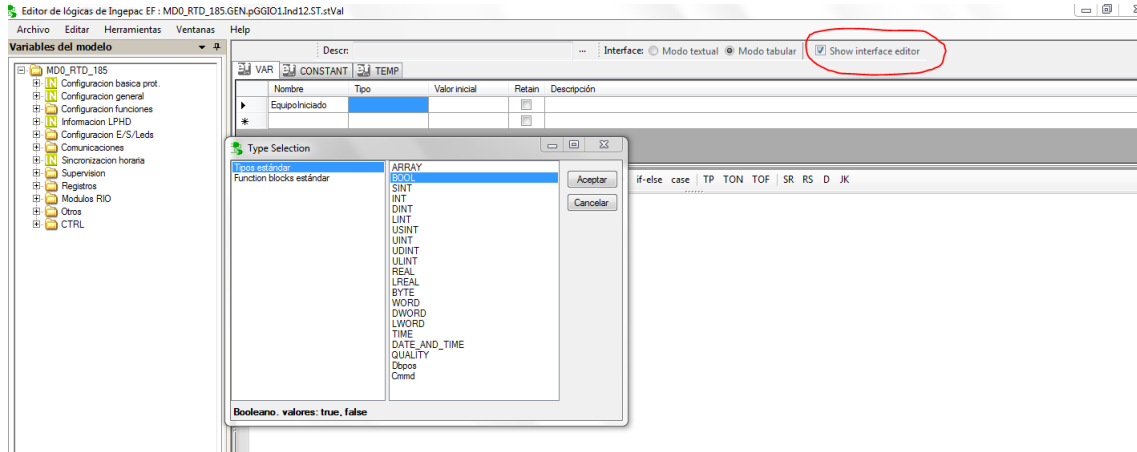 Editor de lógicas de Ingepac EF : MD0_RTD_185.GEN.pGGIO1.Ind12.ST.stVal
Archivo Editar Herramientas Ventanas Help
Variables del modelo
Descr:
... Interface: Modo textual Modo tabular Show interface editor
VAR CONSTANT TEMP
Nombre Tipo Valor inicial Retain Descripción
EquipoIniciado
MD0_RTD_185
Configuracion basica prot.
Configuracion general
Configuracion funciones
Infomacion LPHD
Configuracion E/S/Leds
Comunicaciones
Sincronizacion horaria
Supervision
Registros
Modulos RIO
Otros
CTRL
Type Selection
Tipos estándar
Function blocks estándar
ARRAY
BOOL
SINT
INT
DINT
LINT
USINT
UINT
UDINT
ULINT
REAL
LREAL
BYTE
WORD
DWORD
LWORD
TIME
DATE_AND_TIME
QUALITY
Dbpos
Cmmd
Aceptar
Cancelar
Booleano. valores: true, false
if-else case TP TON TOF SR RS D JK